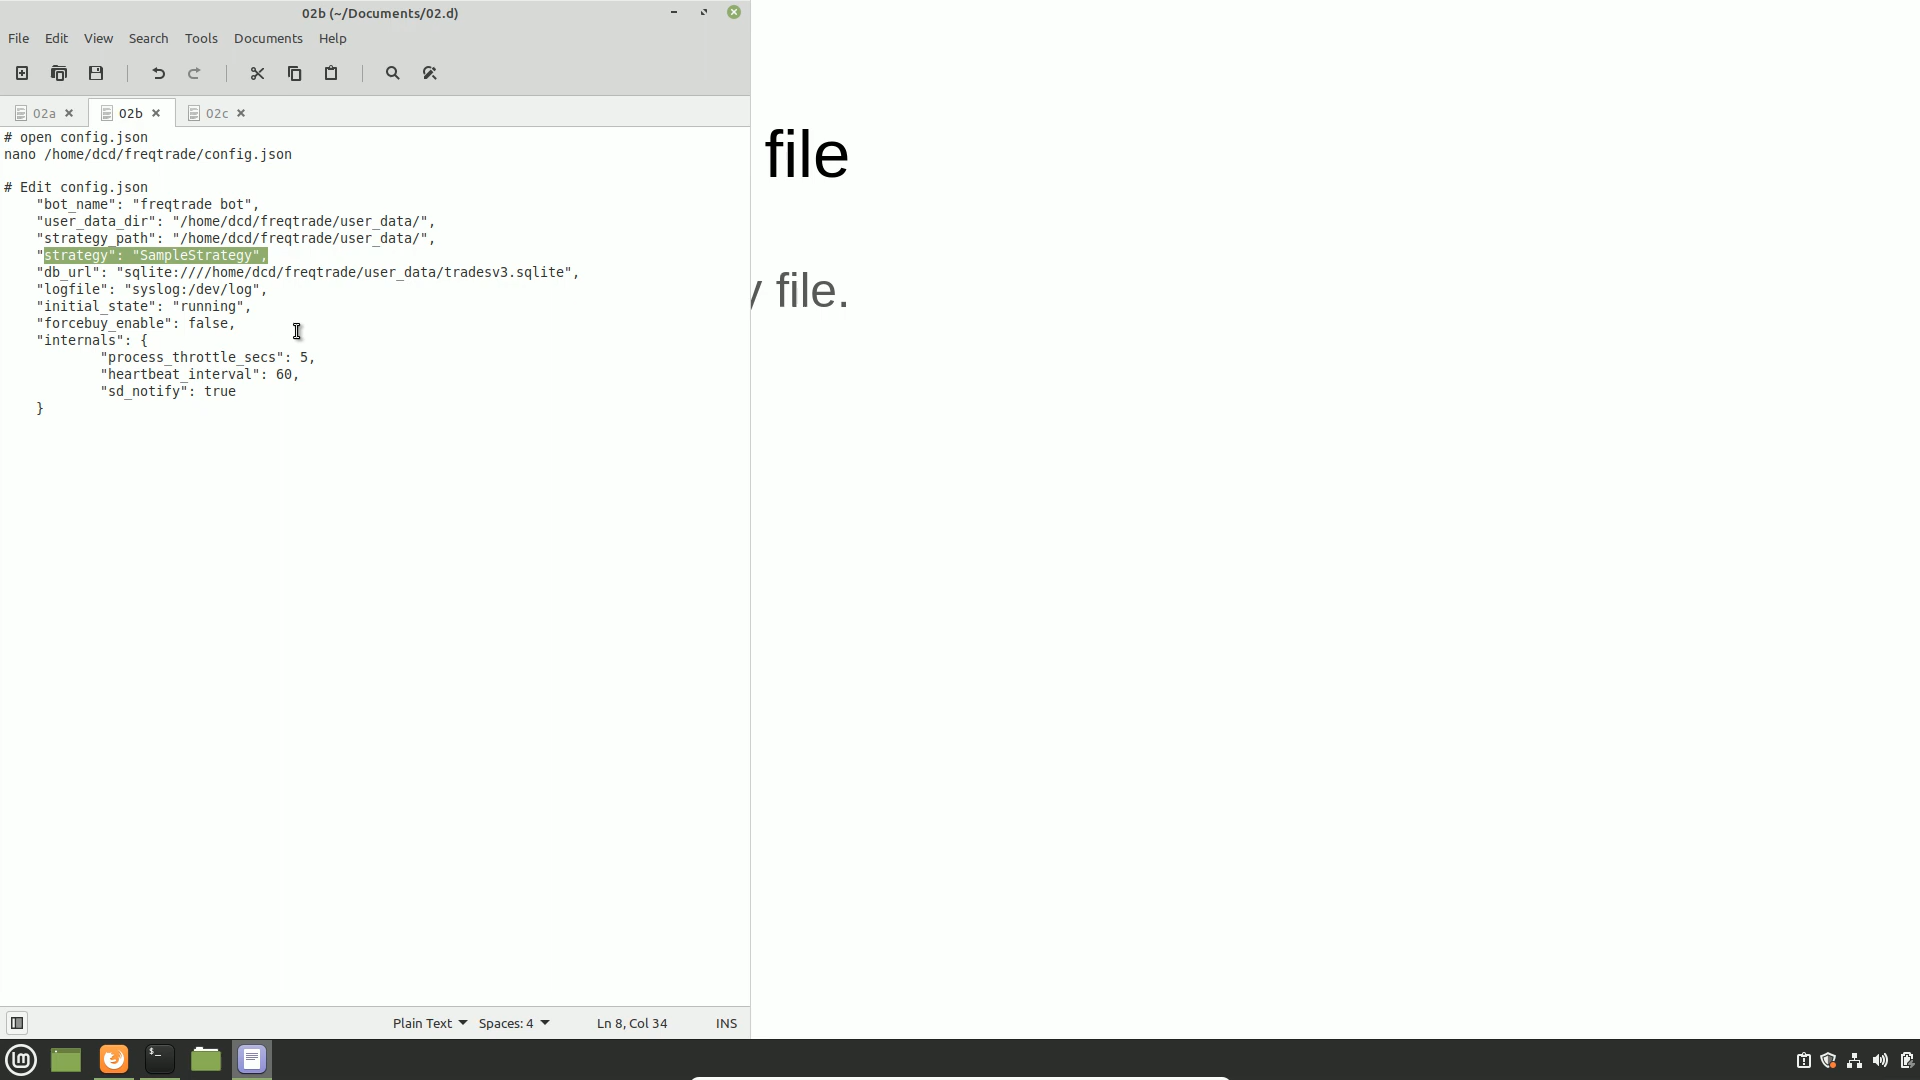 02b (~/Documents/02.d)
File Edit View Search Tools Documents Help
02a 02b 02c
# open config.json
nano /home/dcd/freqtrade/config.json
# Edit config.json
"bot_name": "freqtrade bot",
"user_data_dir": "/home/dcd/freqtrade/user_data/",
"strategy_path": "/home/dcd/freqtrade/user_data/",
"strategy": "SampleStrategy",
"db_url": "sqlite:////home/dcd/freqtrade/user_data/tradesv3.sqlite",
"logfile": "syslog:/dev/log",
"initial_state": "running",
"forcebuy_enable": false,
"internals": {
"process_throttle_secs": 5,
"heartbeat_interval": 60,
"sd_notify": true
}
file
file.
Plain Text Spaces: 4 Ln 8, Col 34 INS